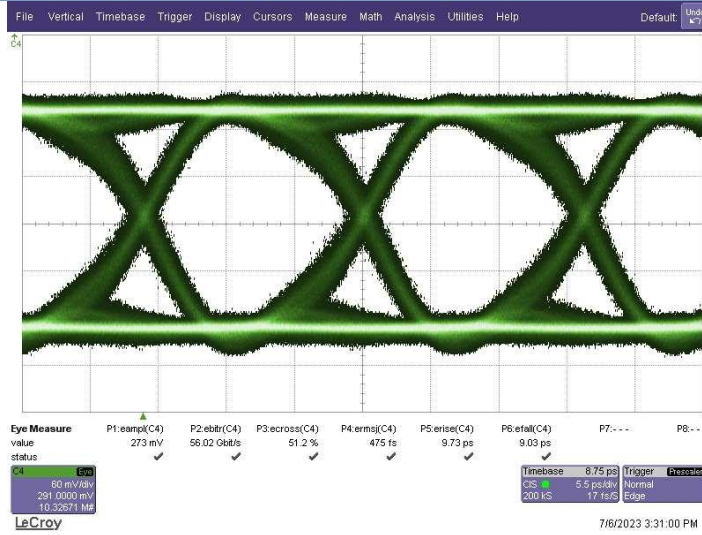 File Vertical Timebase Trigger Display Cursors Measure Math Analysis Utilities Help Default: Undo
C4
Eye Measure P1:eampl(C4) P2:ebitr(C4) P3:ecross(C4) P4:ermsj(C4) P5:erise(C4) P6:efall(C4) P7:- - - P8:- -
value 273 mV 56.02 Gbit/s 51.2 % 475 fs 9.73 ps 9.03 ps
status
C4 Eye
60 mV/div
291.0000 mV
10.32671 M#
Timebase 8.75 ps
CIS 5.5 ps/div
200 kS 17 fs/S
Trigger Prescaler
Normal
Edge
LeCroy
7/6/2023 3:31:00 PM